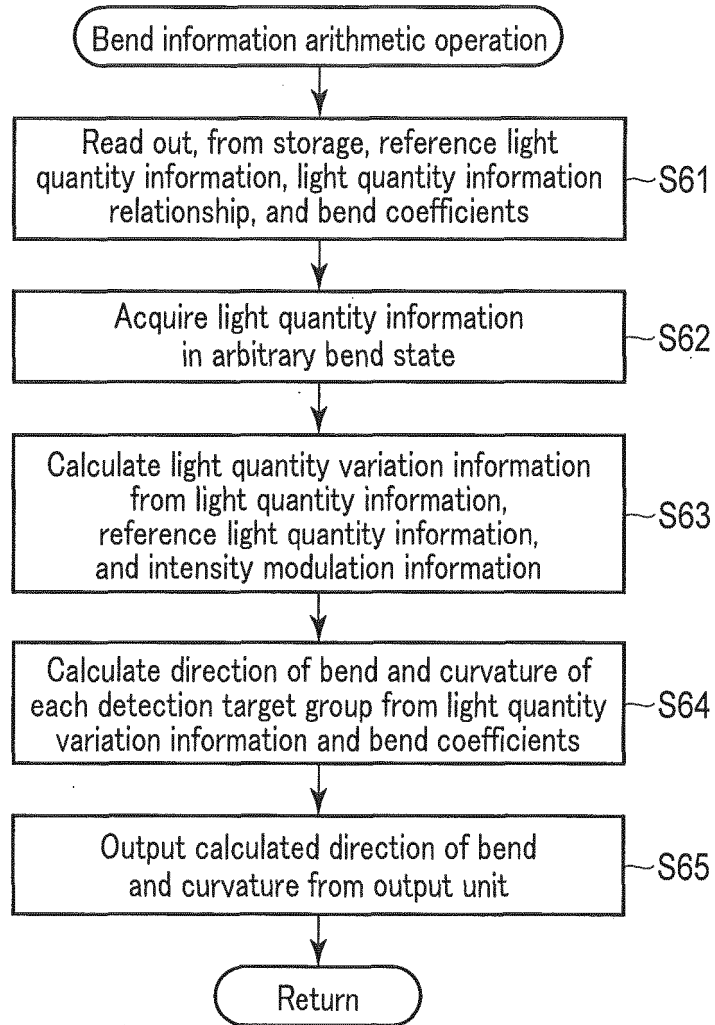 Bend information arithmetic operation
Read out, from storage, reference light
quantity information, light quantity information
relationship, and bend coefficients
S61
Acquire light quantity information
in arbitrary bend state
S62
Calculate light quantity variation information
from light quantity information,
reference light quantity information,
and intensity modulation information
S63
Calculate direction of bend and curvature of
each detection target group from light quantity
variation information and bend coefficients
S64
Output calculated direction of bend
and curvature from output unit
S65
Return